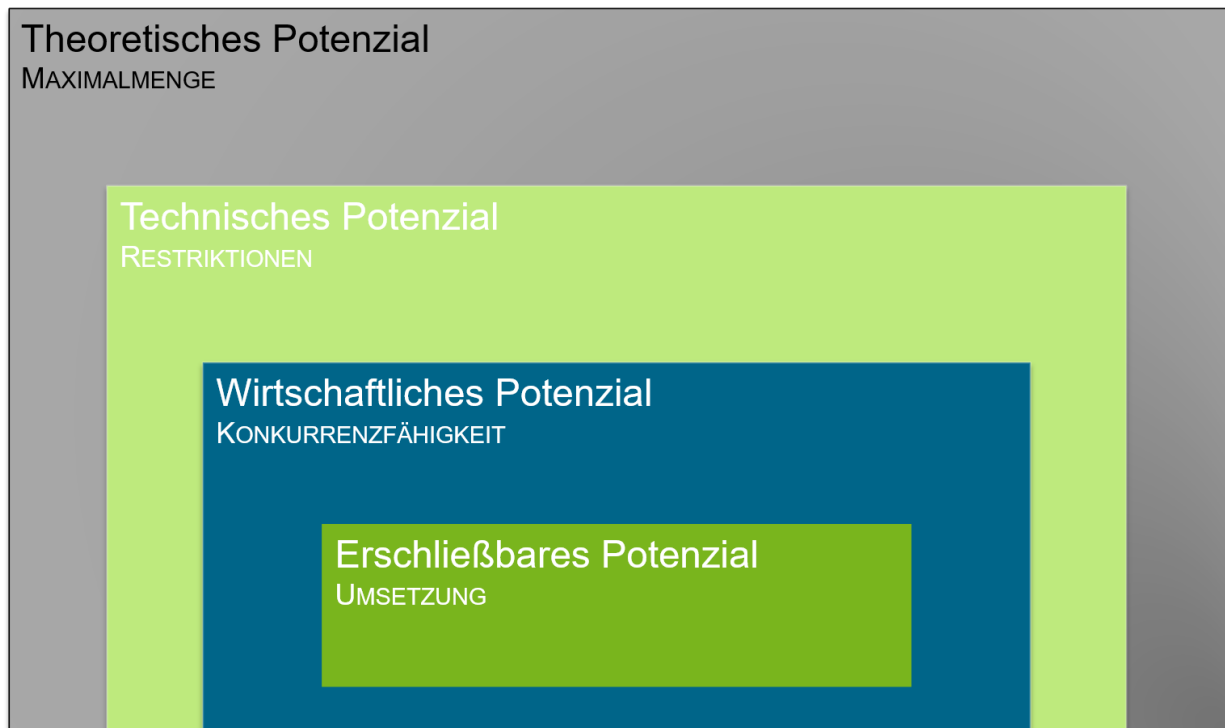 Theoretisches Potenzial
MAXIMALMENGE
Technisches Potenzial
RESTRIKTIONEN
Wirtschaftliches Potenzial
KONKURRENZFÄHIGKEIT
Erschließbares Potenzial
UMSETZUNG